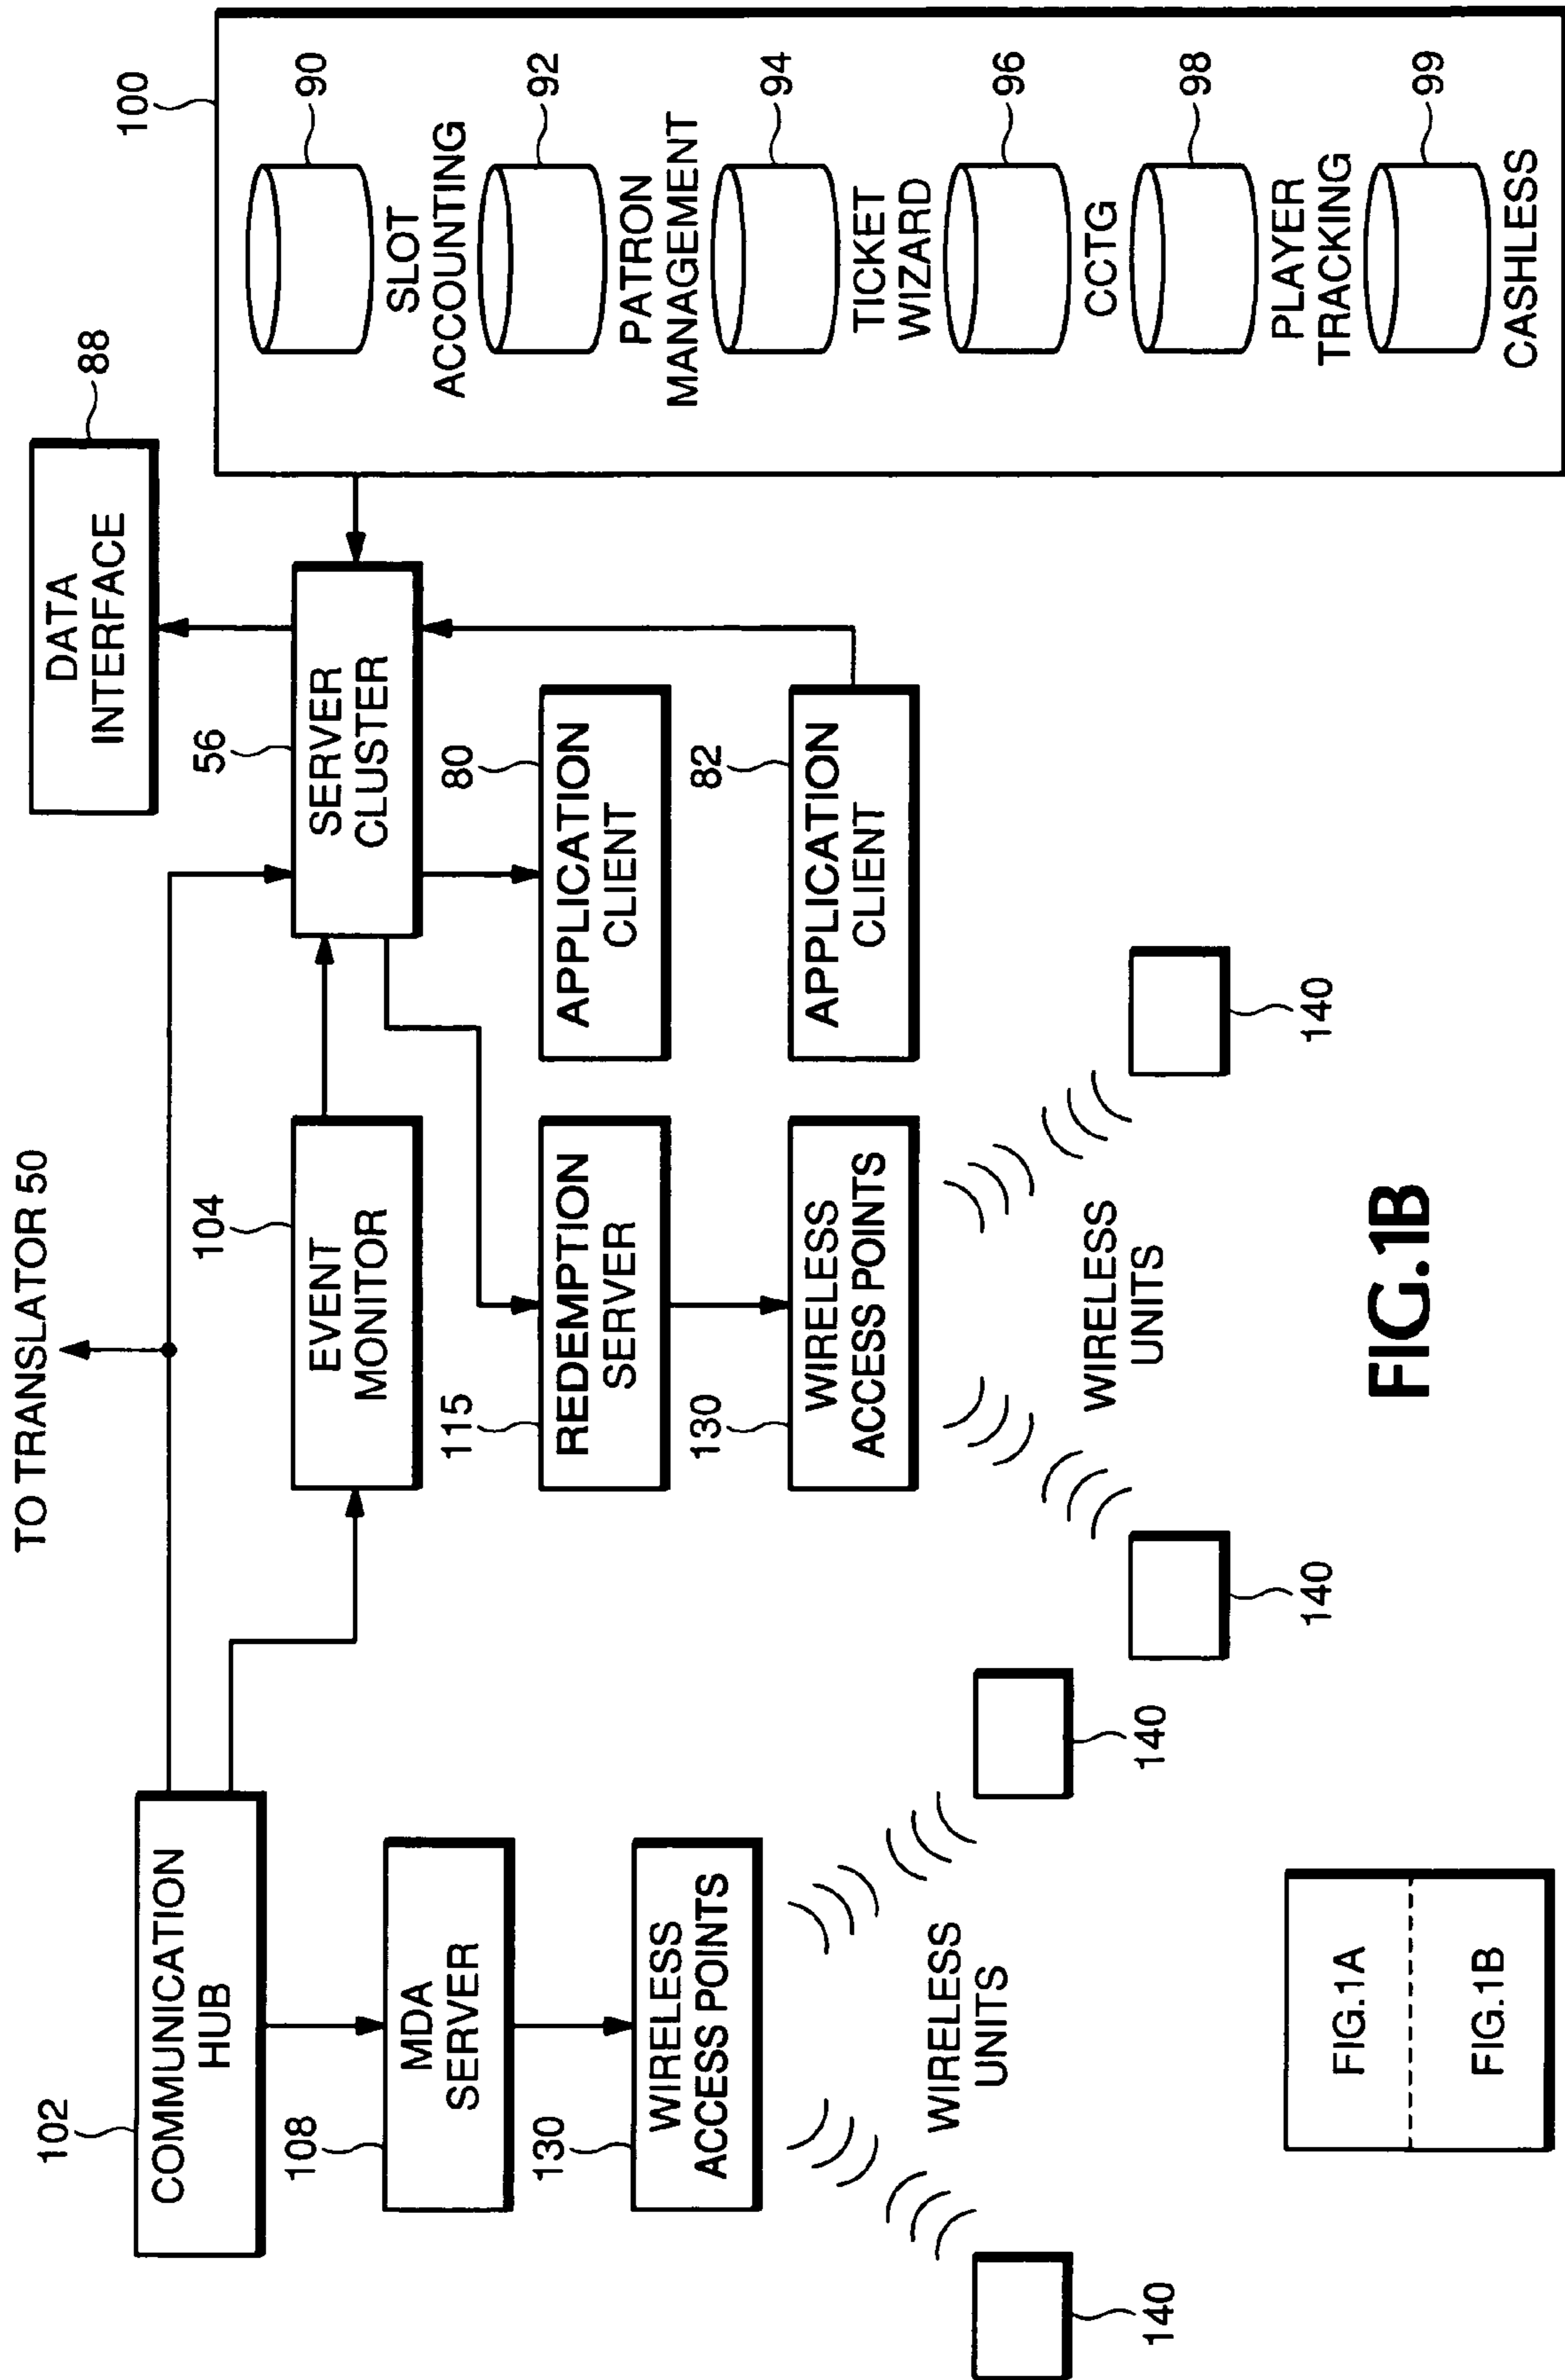 TO TRANSLATOR 50
102
COMMUNICATION
HUB
108
MDA
SERVER
130
WIRELESS
ACCESS POINTS
WIRELESS
UNITS
140
140
104
EVENT
MONITOR
115
REDEMPTION
SERVER
130
WIRELESS
ACCESS POINTS
WIRELESS
UNITS
140
140
DATA
INTERFACE
88
56
SERVER
CLUSTER
80
APPLICATION
CLIENT
82
APPLICATION
CLIENT
100
90
SLOT
ACCOUNTING
92
PATRON
MANAGEMENT
94
TICKET
WIZARD
96
CCTG
98
PLAYER
TRACKING
99
CASHLESS
FIG.1A
FIG.1B
FIG.1B